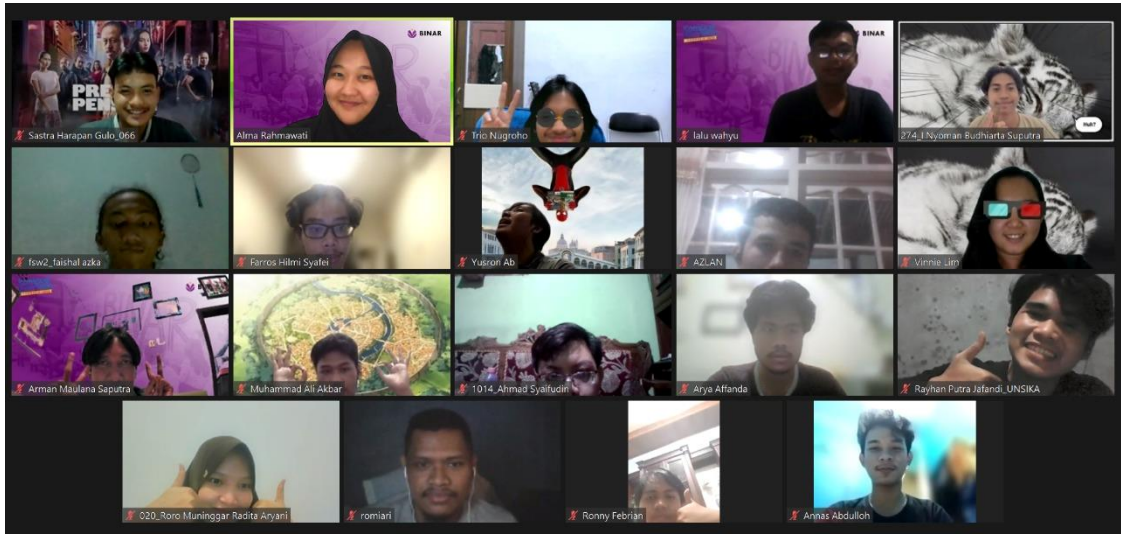 PRE
PEN
Sastra Harapan Gulo_066
BINAR
Alma Rahmawati
Trio Nugroho
BINAR
lalu wahyu
274_I Nyoman Budhiarta Suputra
fsw2_faishal azka
Farros Hilmi Syafei
Yusron Ab
AZLAN
Vinnie Lim
Arman Maulana Saputra
Muhammad Ali Akbar
1014_Ahmad Syaifudin
Arya Affanda
Rayhan Putra Jafandi_UNSIKA
020_Roro Muninggar Radita Aryani
romiari
Ronny Febrian
Annas Abdulloh